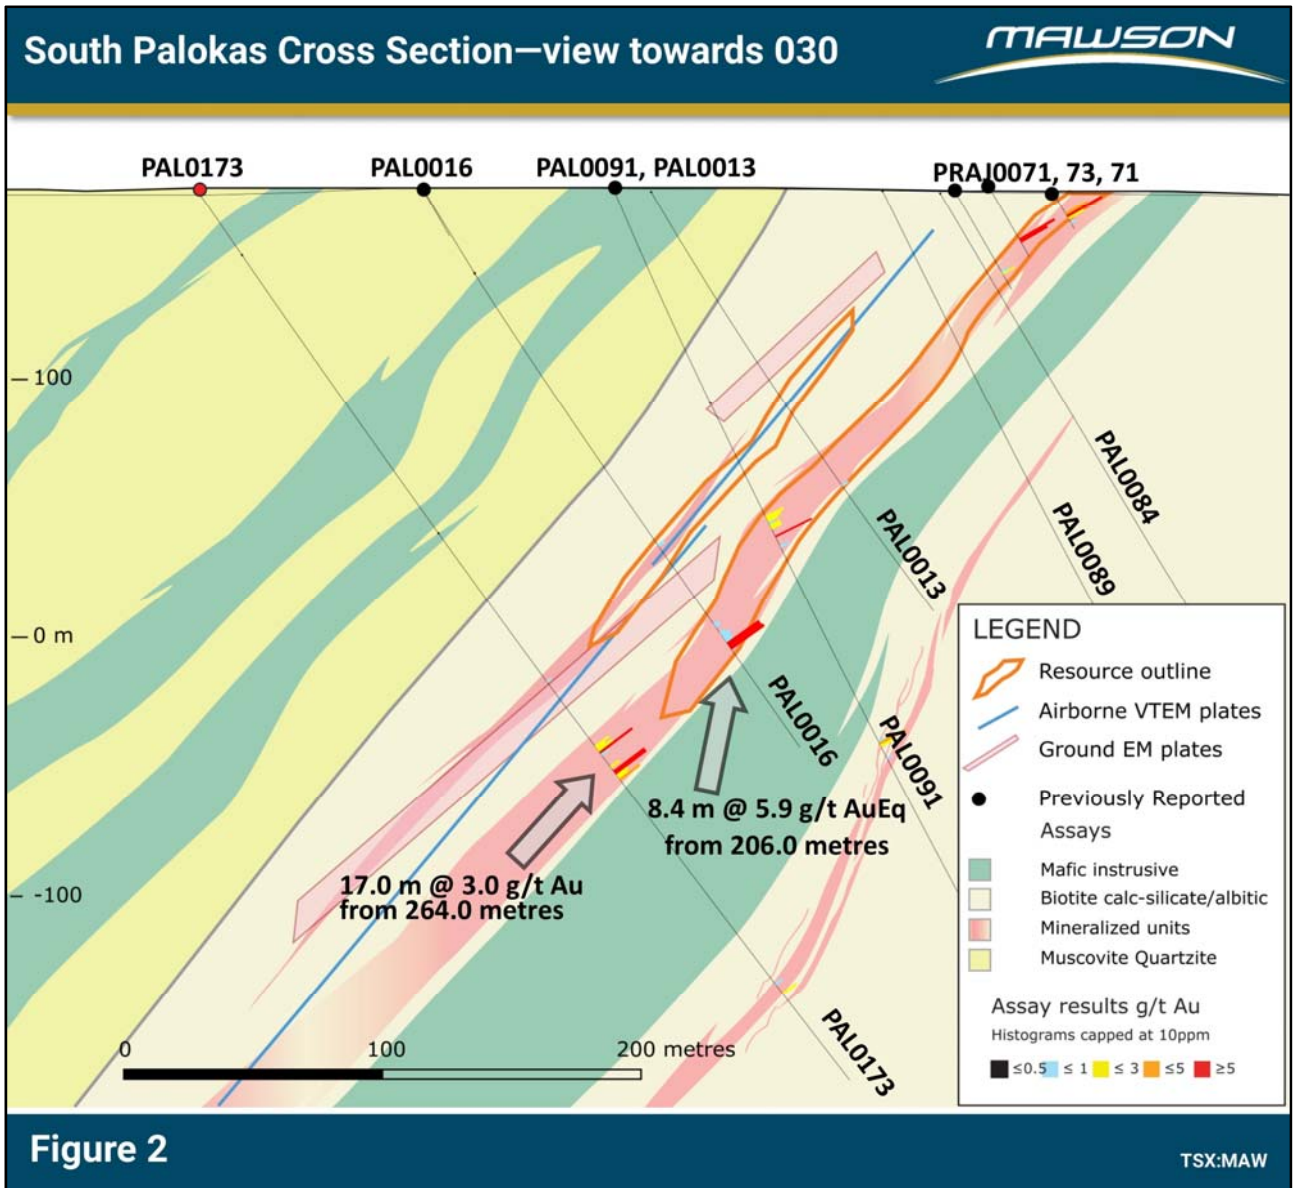 South Palokas Cross Section—view towards 030
MAWSON
PAL0173
PAL0016
PAL0091, PAL0013
PRAJ0071, 73, 71
100
0 m
-100
PAL0084
PAL0089
PAL0013
PAL0016
PAL0091
PAL0173
8.4 m @ 5.9 g/t AuEq
from 206.0 metres
17.0 m @ 3.0 g/t Au
from 264.0 metres
0 100 200 metres
LEGEND
Resource outline
Airborne VTEM plates
Ground EM plates
Previously Reported
Assays
Mafic instrusive
Biotite calc-silicate/albitic
Mineralized units
Muscovite Quartzite
Assay results g/t Au
Histograms capped at 10ppm
≤0.5 ≤ 1 ≤ 3 ≤5 ≥5
Figure 2
TSX:MAW